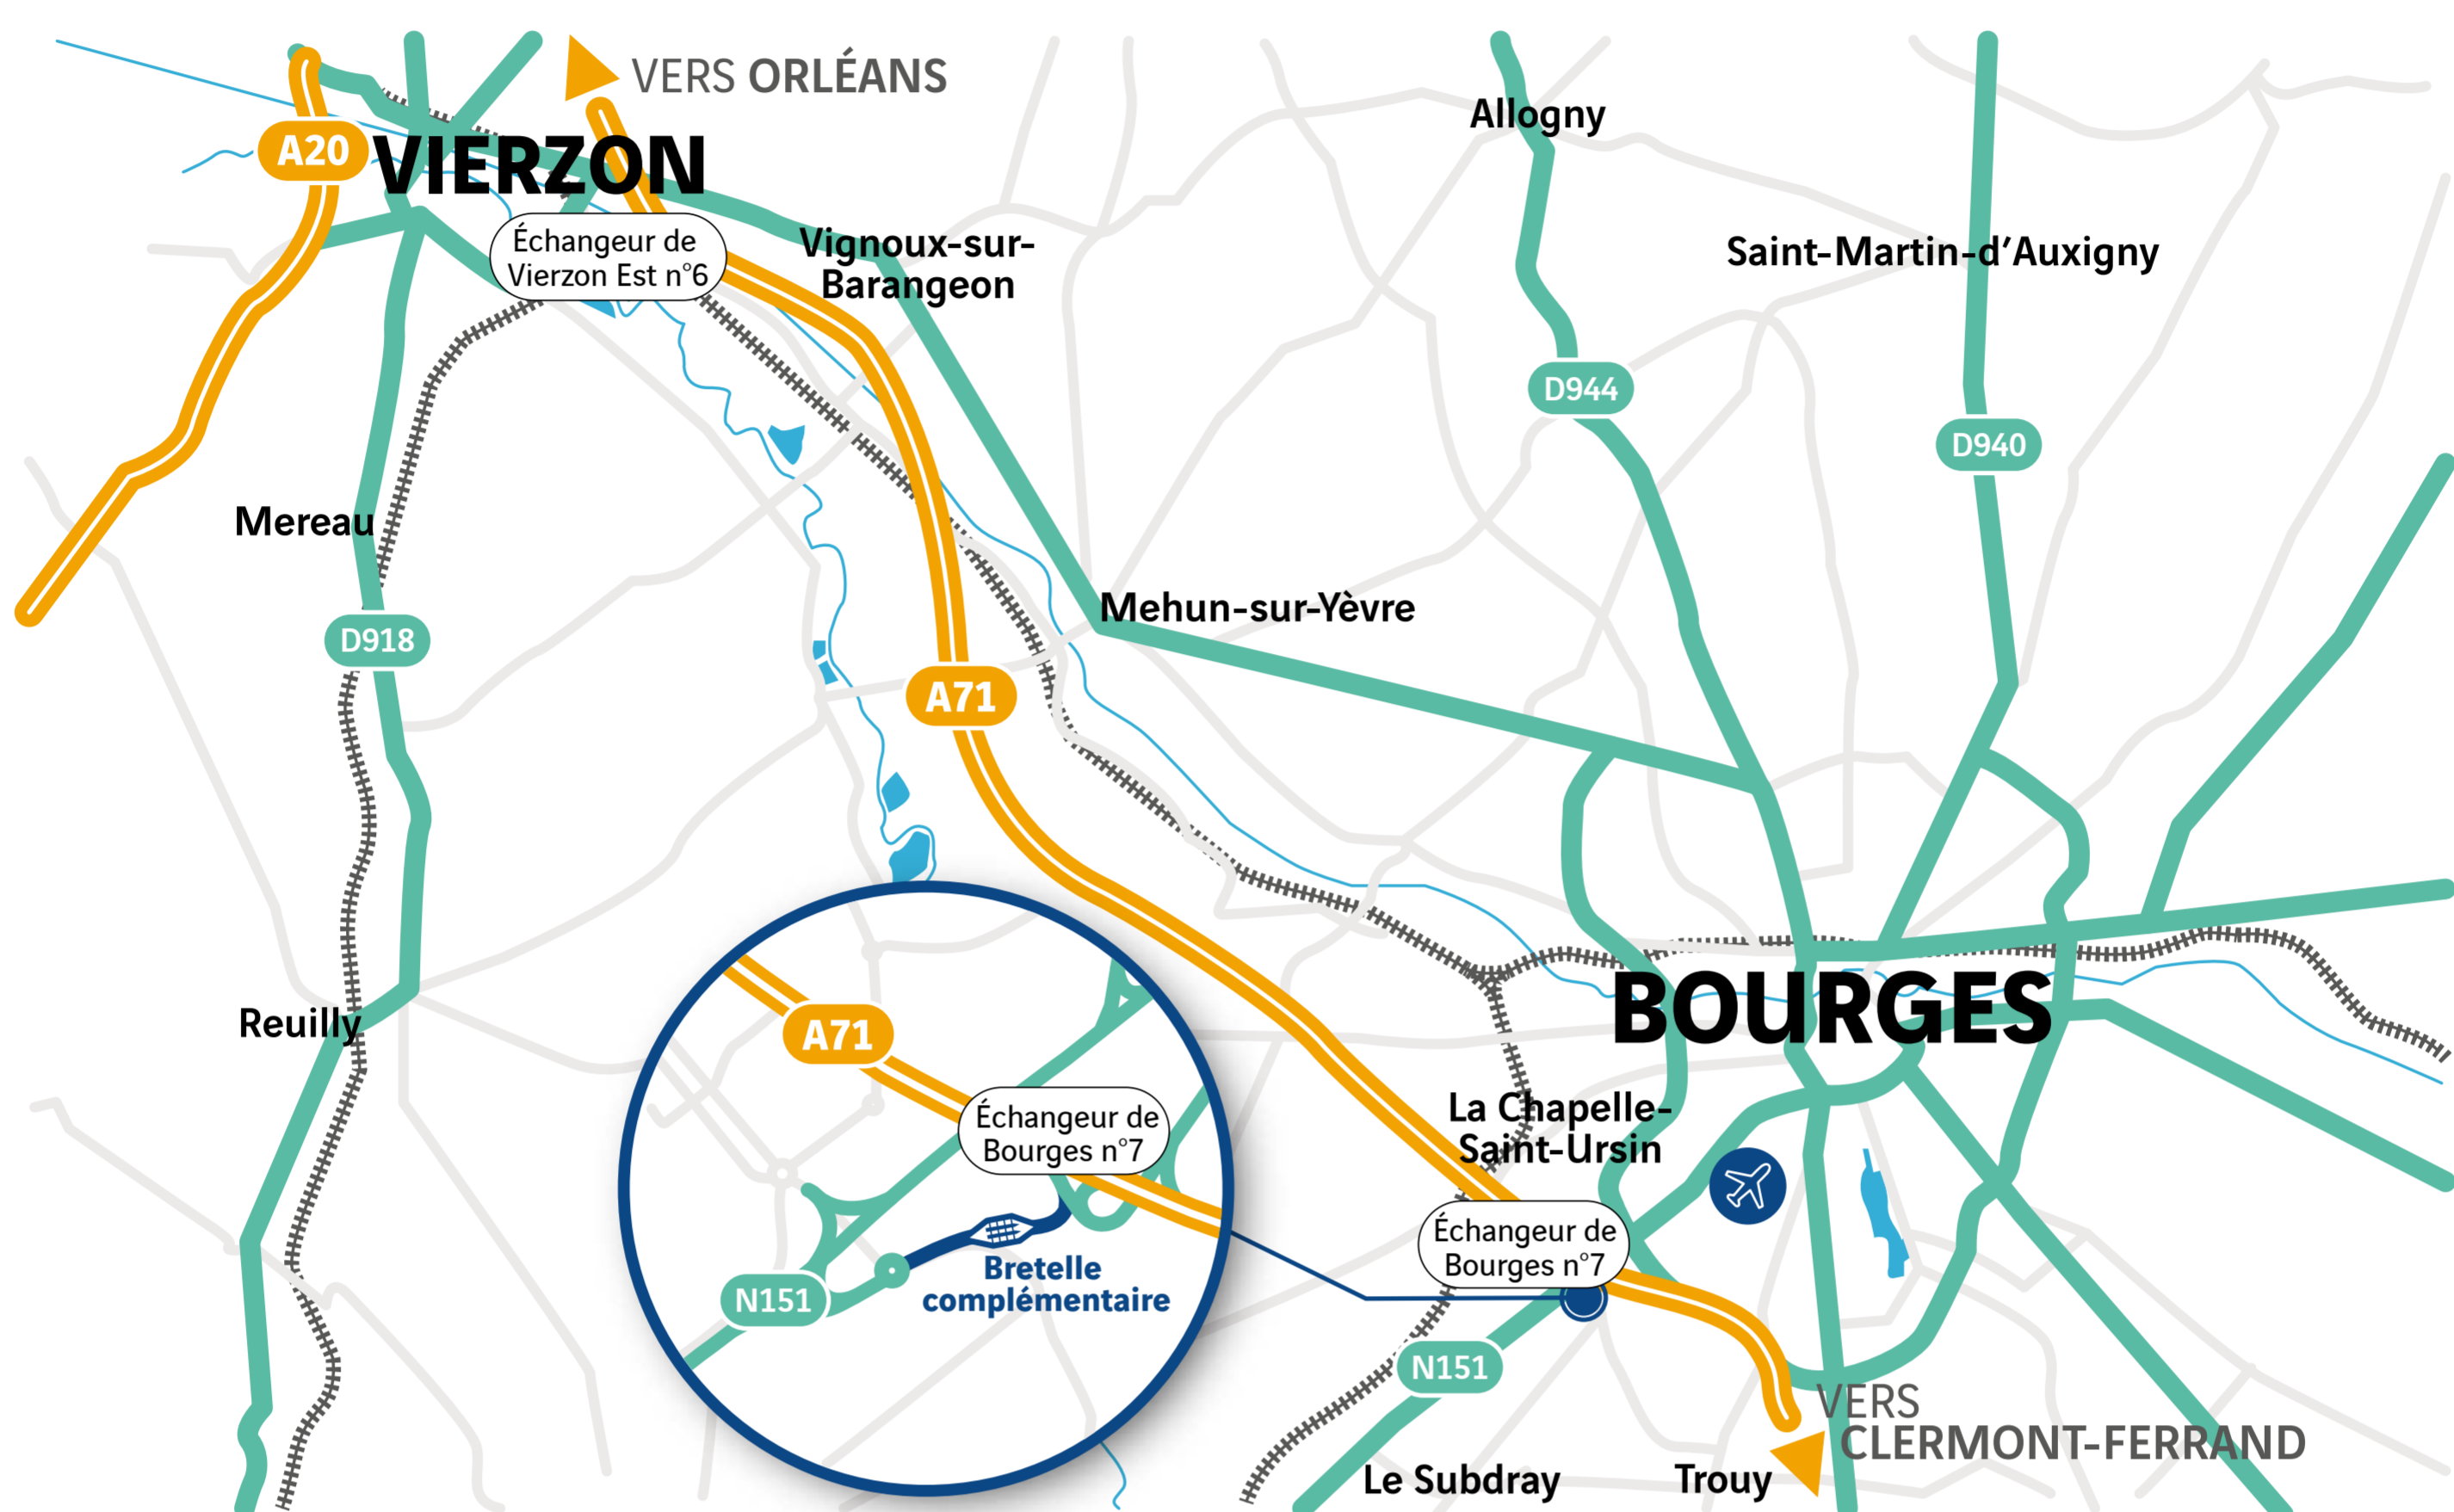 VERS ORLÉANS
A20
VIERZON
Allogny
Échangeur de
Vierzon Est n°6
Vignoux-sur-
Barangeon
Saint-Martin-d’Auxigny
D944
D940
Mereau
Mehun-sur-Yèvre
D918
A71
Reuilly
BOURGES
A71
Échangeur de
Bourges n°7
La Chapelle-
Saint-Ursin
Échangeur de
Bourges n°7
Bretelle
complémentaire
N151
N151
VERS
CLERMONT-FERRAND
Le Subdray
Trouy